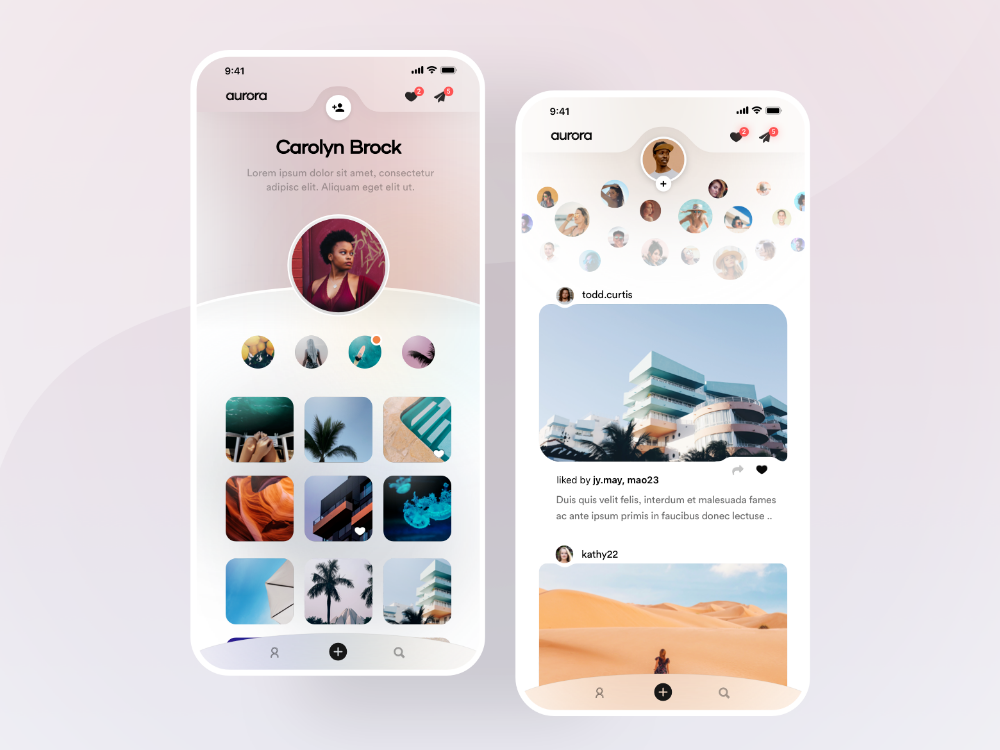 9:41
aurora
2
5
Carolyn Brock
Lorem ipsum dolor sit amet, consectetur
adipisc elit. Aliquam eget elit ut.
9:41
aurora
2
5
todd.curtis
liked by jy.may, mao23
Duis quis velit felis, interdum et malesuada fames
ac ante ipsum primis in faucibus donec lectuse ..
kathy22